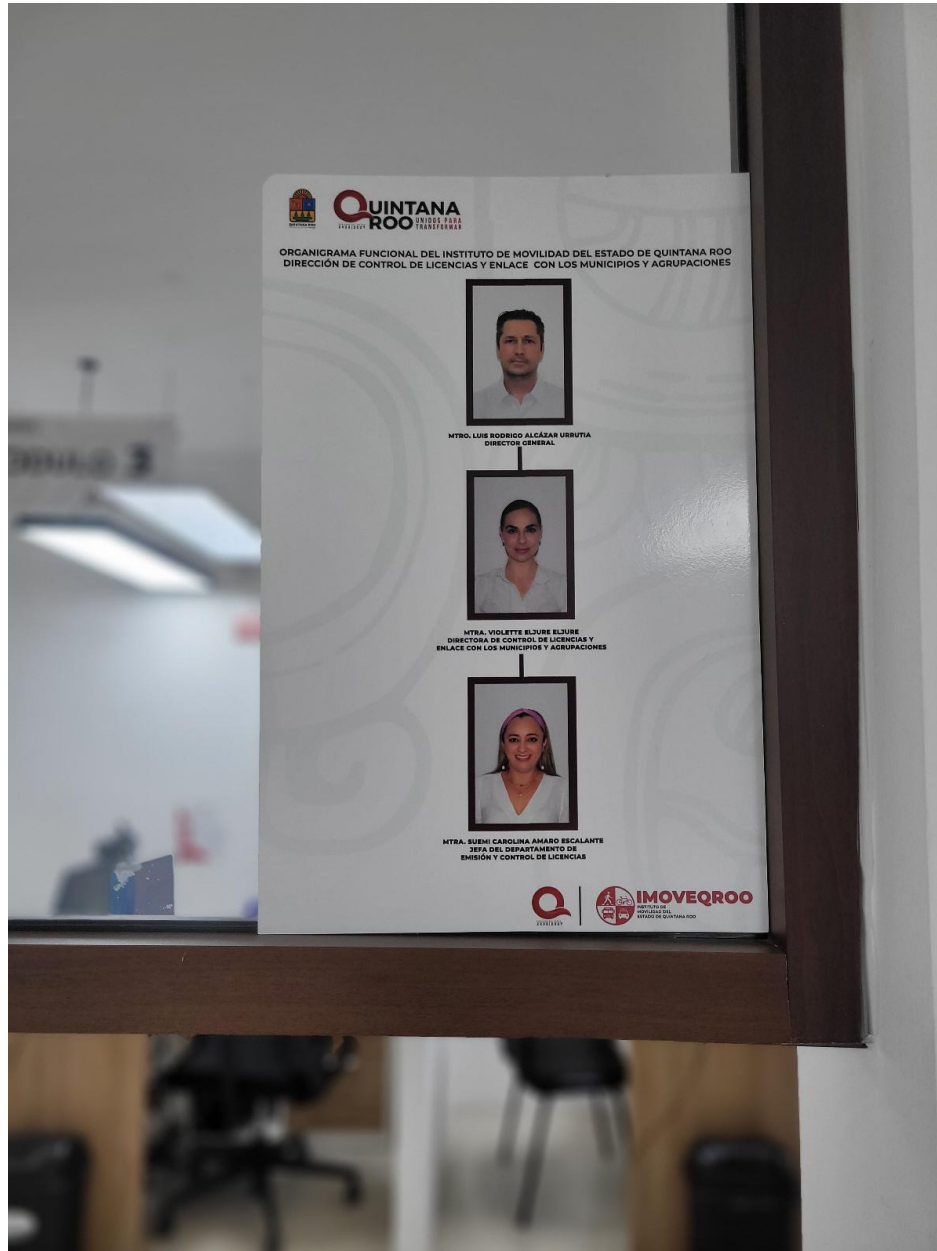 QUINTANA
ROO UNIDOS PARA
TRANSFORMAR
ORGANIGRAMA FUNCIONAL DEL INSTITUTO DE MOVILIDAD DEL ESTADO DE QUINTANA ROO
DIRECCIÓN DE CONTROL DE LICENCIAS Y ENLACE CON LOS MUNICIPIOS Y AGRUPACIONES
MTRO. LUIS RODRIGO ALCÁZAR URRUTIA
DIRECTOR GENERAL
MTRA. VIOLETTE ELJURE ELJURE
DIRECTORA DE CONTROL DE LICENCIAS Y
ENLACE CON LOS MUNICIPIOS Y AGRUPACIONES
MTRA. SUEMI CAROLINA AMARO ESCALANTE
JEFA DEL DEPARTAMENTO DE
EMISIÓN Y CONTROL DE LICENCIAS
IMOVEQROO
INSTITUTO DE
MOVILIDAD DEL
ESTADO DE QUINTANA ROO